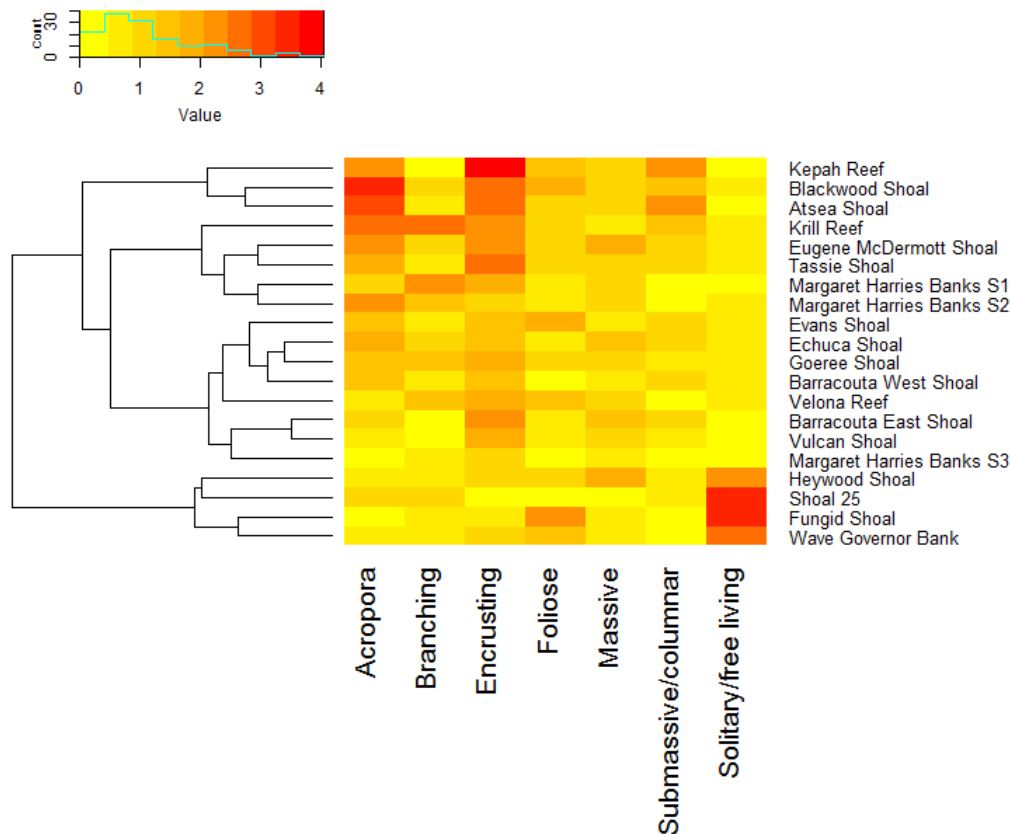 Count
0
30
0 1 2 3 4
Value
Kepah Reef
Blackwood Shoal
Atsea Shoal
Krill Reef
Eugene McDermott Shoal
Tassie Shoal
Margaret Harries Banks S1
Margaret Harries Banks S2
Evans Shoal
Echuca Shoal
Goeree Shoal
Barracouta West Shoal
Velona Reef
Barracouta East Shoal
Vulcan Shoal
Margaret Harries Banks S3
Heywood Shoal
Shoal 25
Fungid Shoal
Wave Governor Bank
Acropora
Branching
Encrusting
Foliose
Massive
Submassive/columnar
Solitary/free living